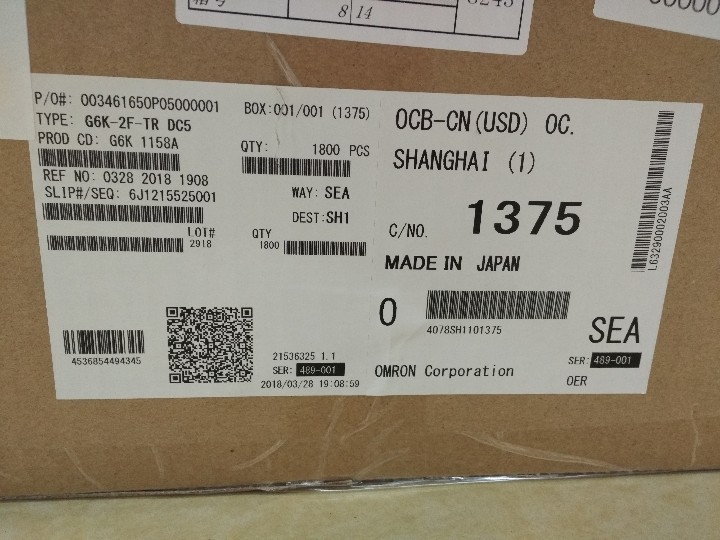 8 14
P/O#: 003461650P05000001
BOX:001/001 (1375)
TYPE: G6K-2F-TR DC5
PROD CD: G6K 1158A
QTY: 1800 PCS
REF NO: 0328 2018 1908
SLIP#/SEQ: 6J1215525001
WAY: SEA
DEST:SH1
LOT#
2918
QTY
1800
4536854494345
21536325 1.1
SER: 489-001
2018/03/28 19:08:59
OCB-CN(USD) OC.
SHANGHAI (1)
C/NO. 1375
MADE IN JAPAN
0
4078SH1101375
SEA
OMRON Corporation
SER: 489-001
OER
L63290002003AA